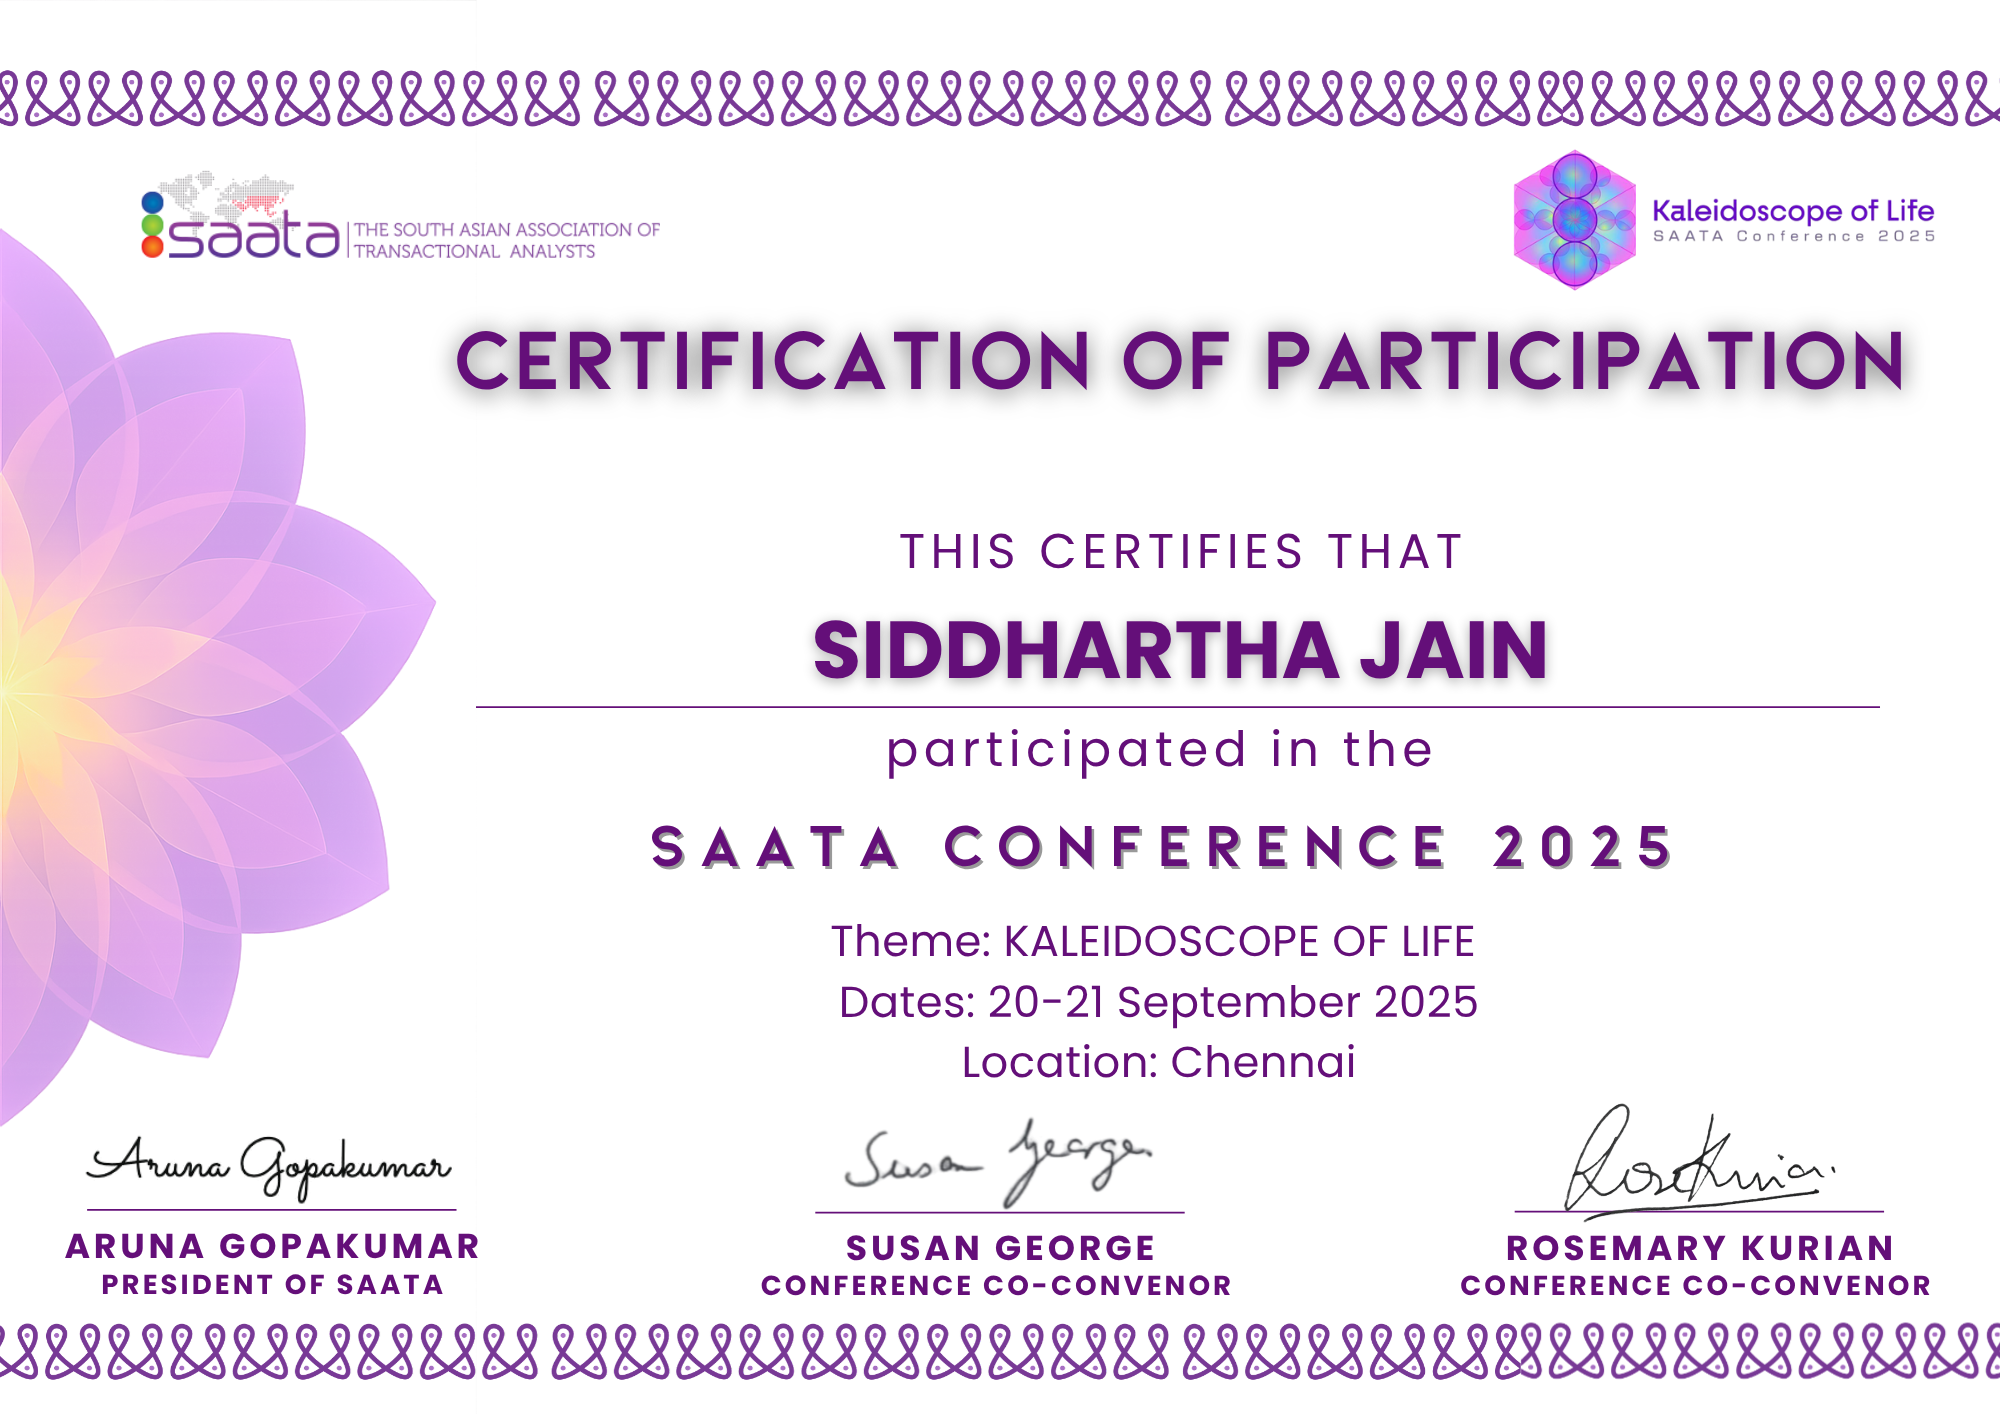 saata
THE SOUTH ASIAN ASSOCIATION OF
TRANSACTIONAL ANALYSTS
Kaleidoscope of Life
SAATA Conference 2025
CERTIFICATION OF PARTICIPATION
THIS CERTIFIES THAT
SIDDHARTHA JAIN
participated in the
SAATA CONFERENCE 2025
Theme: KALEIDOSCOPE OF LIFE
Dates: 20-21 September 2025
Location: Chennai
Aruna Gopakumar
ARUNA GOPAKUMAR
PRESIDENT OF SAATA
Susan George
SUSAN GEORGE
CONFERENCE CO-CONVENOR
ROSEMARY KURIAN
CONFERENCE CO-CONVENOR